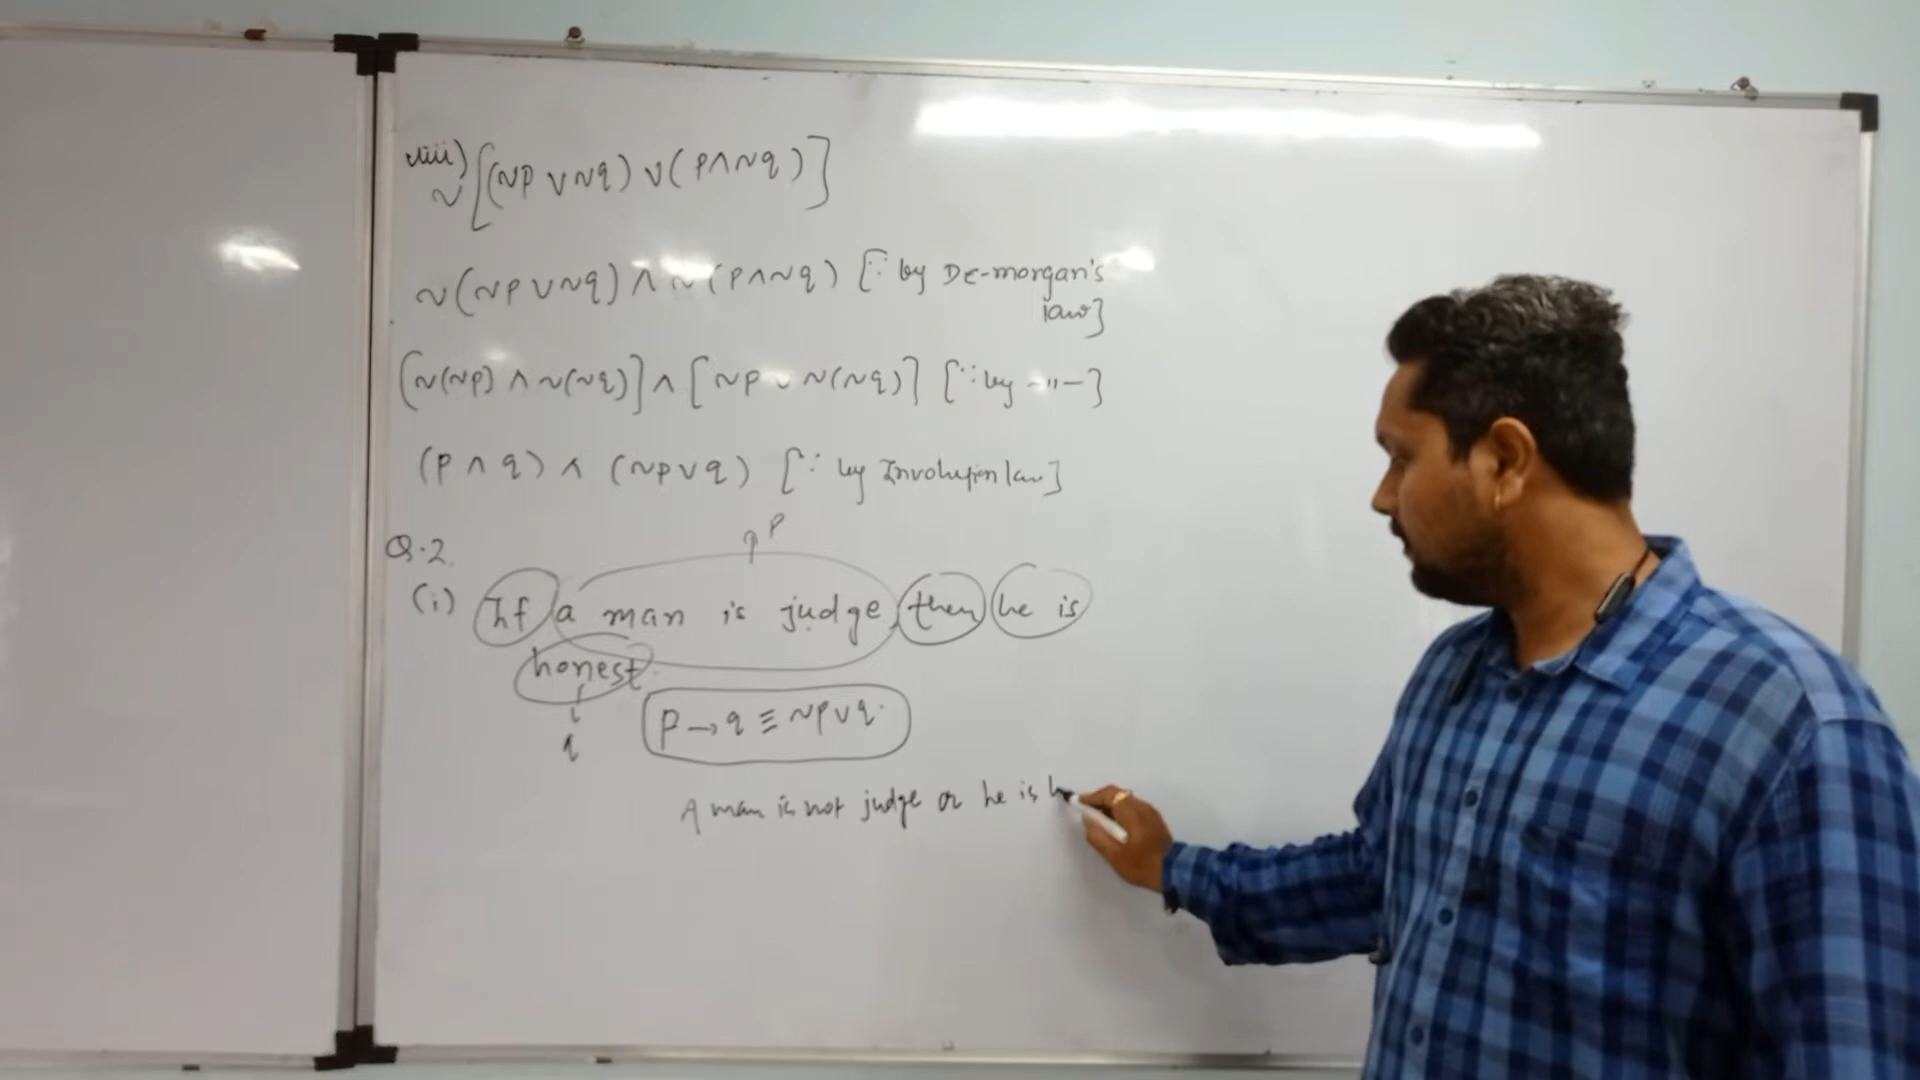 viii)
~[(~p ∨ ~q) ∨ (p ∧ ~q)]
~(~p ∨ ~q) ∧ ~(p ∧ ~q) [∵ by De-morgan's
law]
[~(~p) ∧ ~(~q)] ∧ [~p ∨ ~(~q)] [∵ by -"-]
(p ∧ q) ∧ (~p ∨ q) [∵ by Involution law]
p
Q.2.
(i) If a man is judge, then he is
honest.
q
p → q ≡ ~p ∨ q.
A man is not judge or he is h